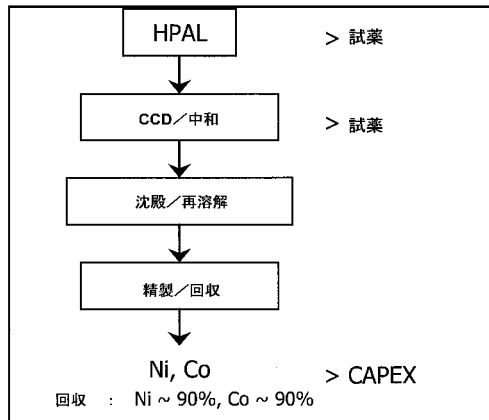 HPAL > 試薬
CCD/中和 > 試薬
沈殿/再溶解
精製/回収
Ni, Co > CAPEX
回収 : Ni ~ 90%, Co ~ 90%